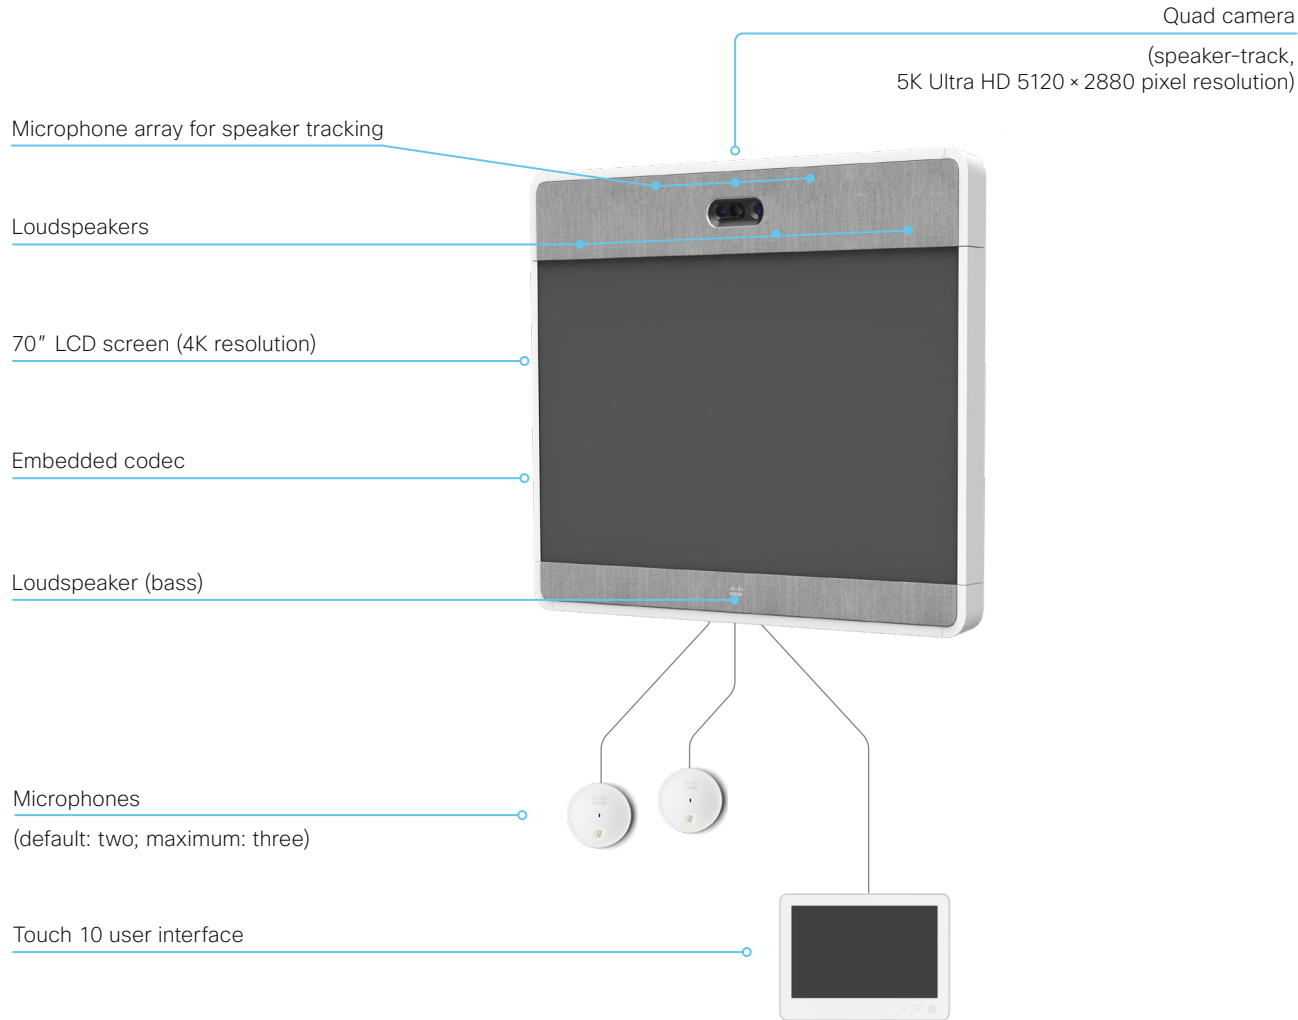 Quad camera
(speaker-track,
5K Ultra HD 5120 × 2880 pixel resolution)
Microphone array for speaker tracking
Loudspeakers
70″ LCD screen (4K resolution)
Embedded codec
Loudspeaker (bass)
cisco
Microphones
(default: two; maximum: three)
Touch 10 user interface